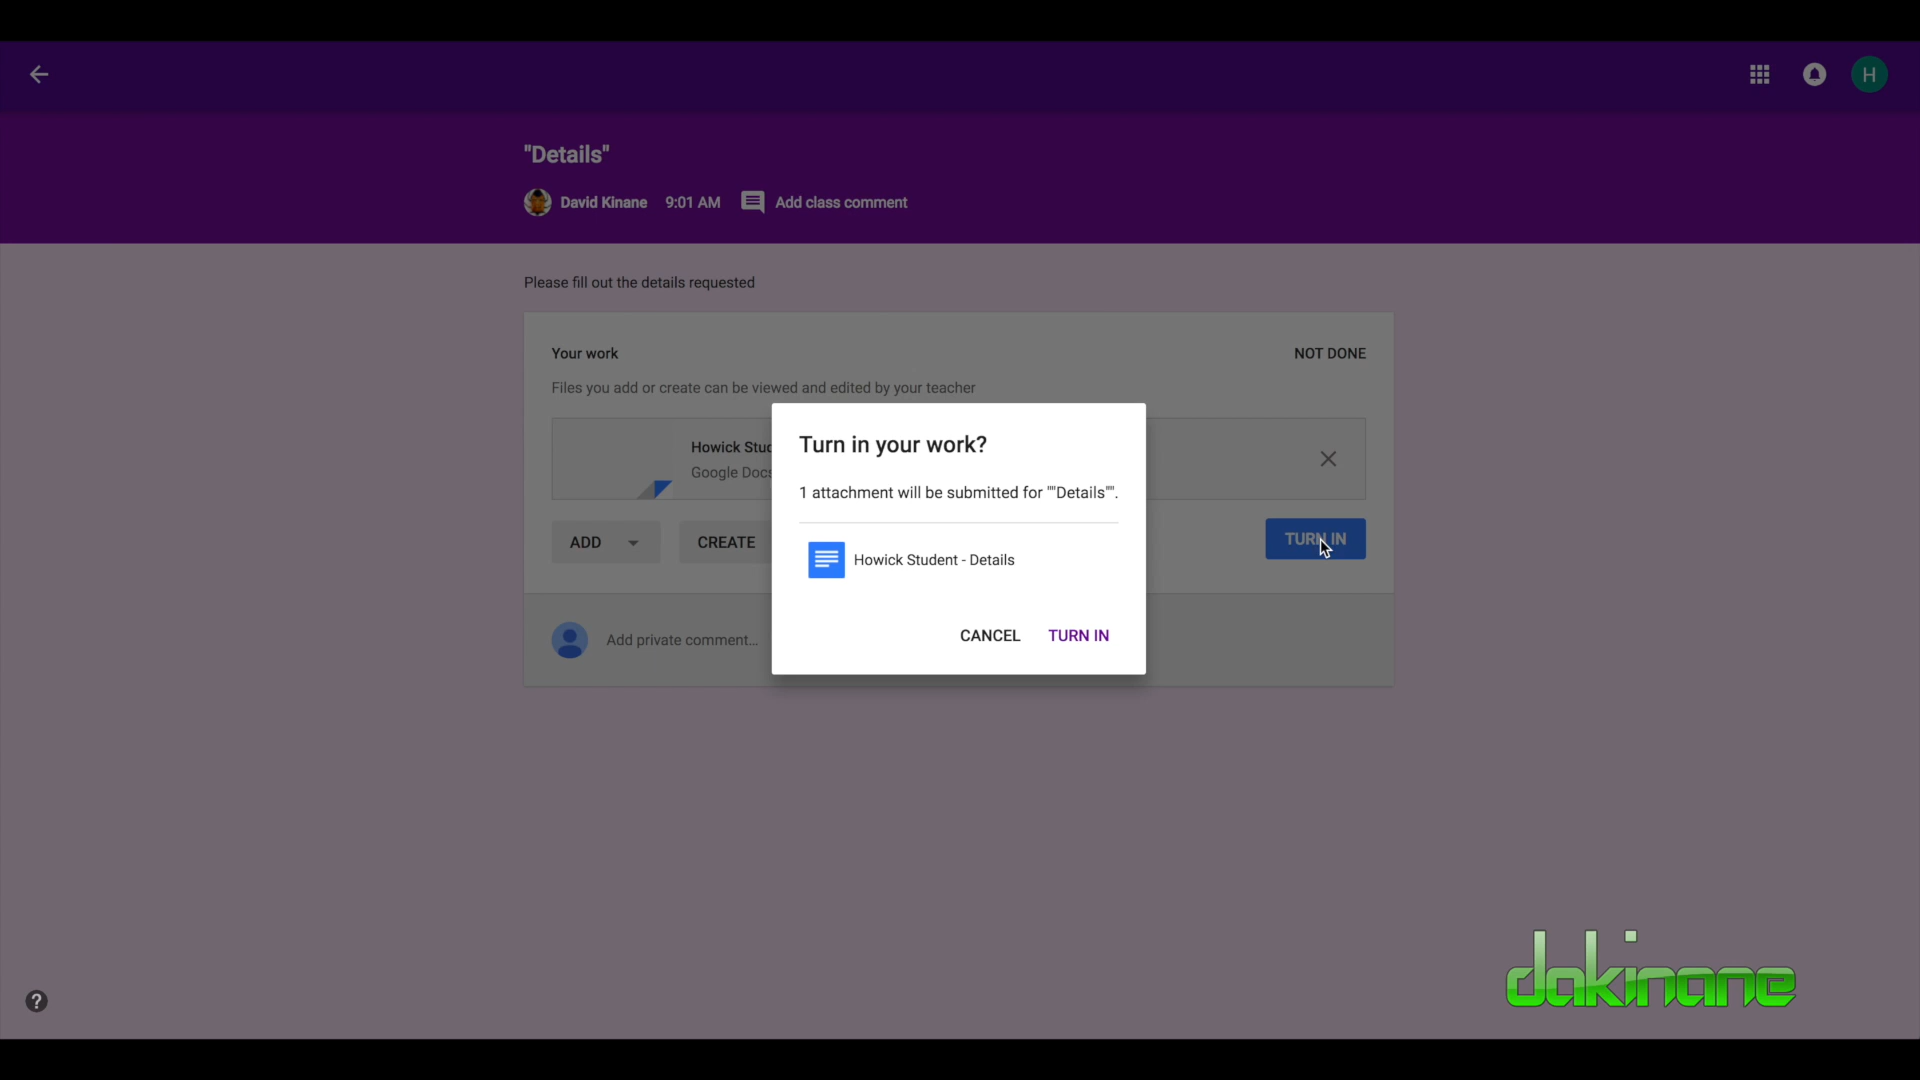 H
"Details"
David Kinane 9:01 AM Add class comment
Please fill out the details requested
Your work NOT DONE
Files you add or create can be viewed and edited by your teacher
Howick Stud
Google Docs
Turn in your work?
1 attachment will be submitted for ""Details"".
Howick Student - Details
CANCEL TURN IN
ADD CREATE TURN IN
Add private comment...
dakinane
?